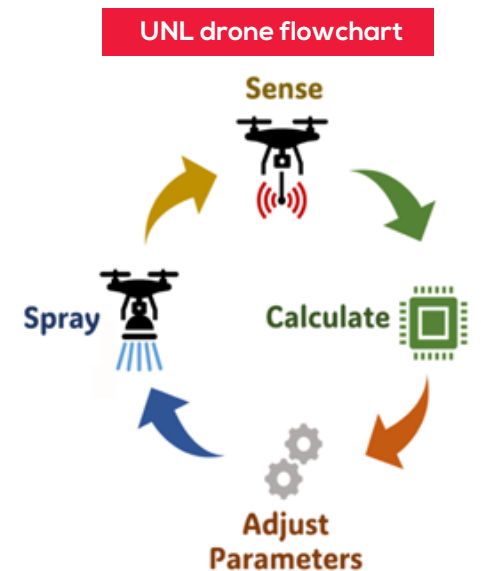 UNL drone flowchart
Sense
Calculate
Adjust
Parameters
Spray